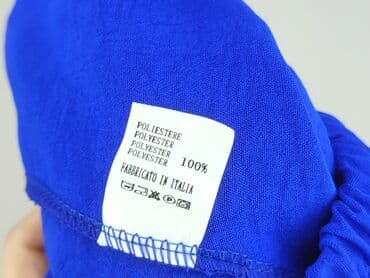 POLIESTERE
POLYESTER
POLYESTER
POLYESTER 100%
FABBRICATO IN ITALIA